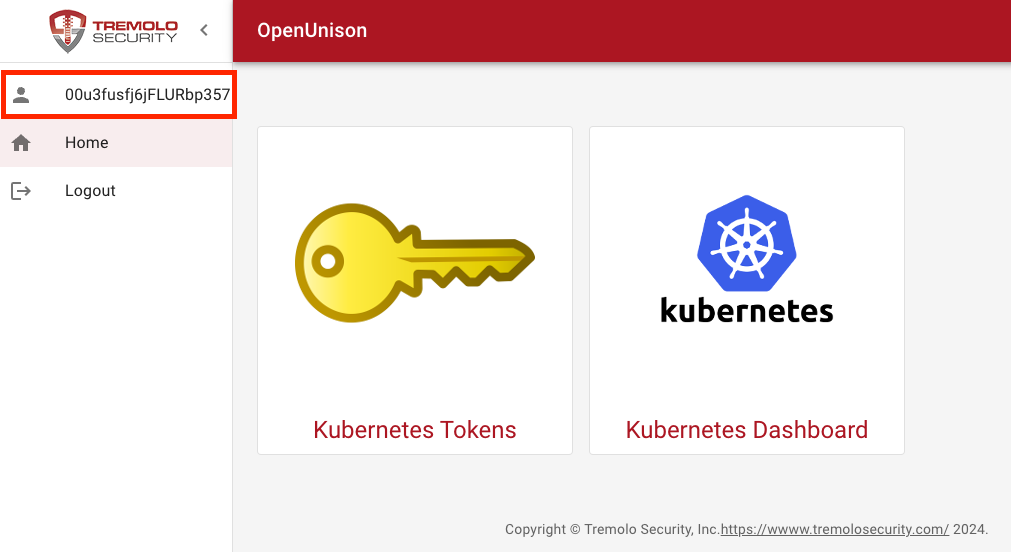 TREMOLO
SECURITY
OpenUnison
00u3fusfj6jFLURbp357
Home
Logout
kubernetes
Kubernetes Tokens
Kubernetes Dashboard
Copyright © Tremolo Security, Inc.https://wwww.tremolosecurity.com/ 2024.